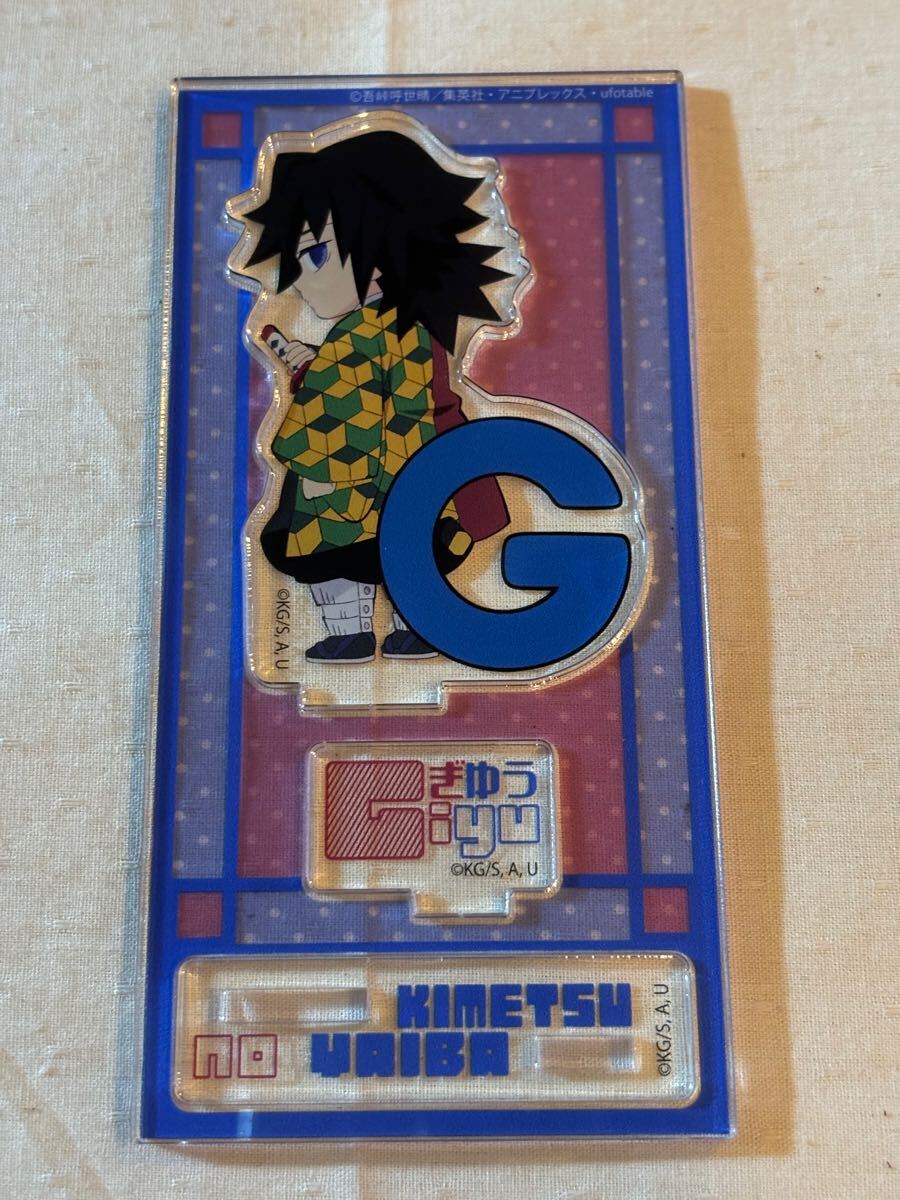 ©吾峠呼世晴／集英社・アニプレックス・ufotable
G
©KG/S, A, U
G ぎゆう
Giyu
©KG/S, A, U
KIMETSU
no YAIBA
©KG/S, A, U